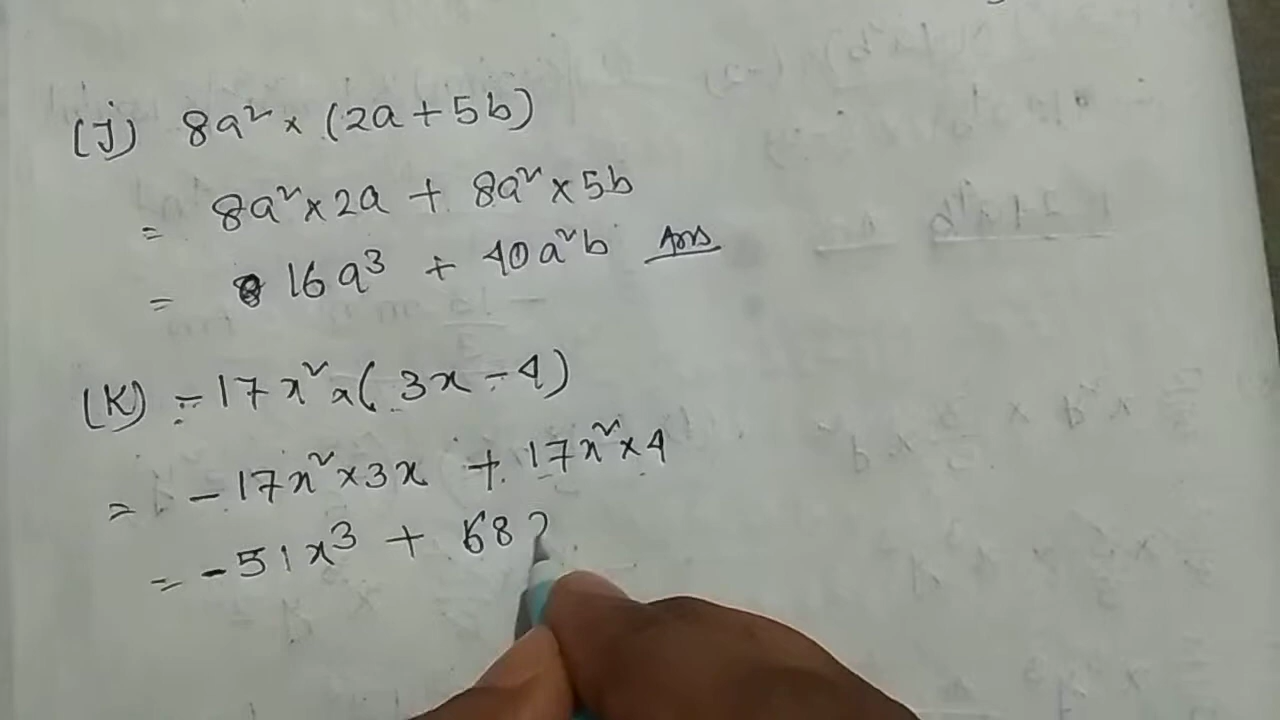 (J) 8a² × (2a + 5b)
= 8a² × 2a + 8a² × 5b
= 16a³ + 40a²b Ans
(K) -17x² × (3x - 4)
= -17x² × 3x + 17x² × 4
= -51x³ + 68